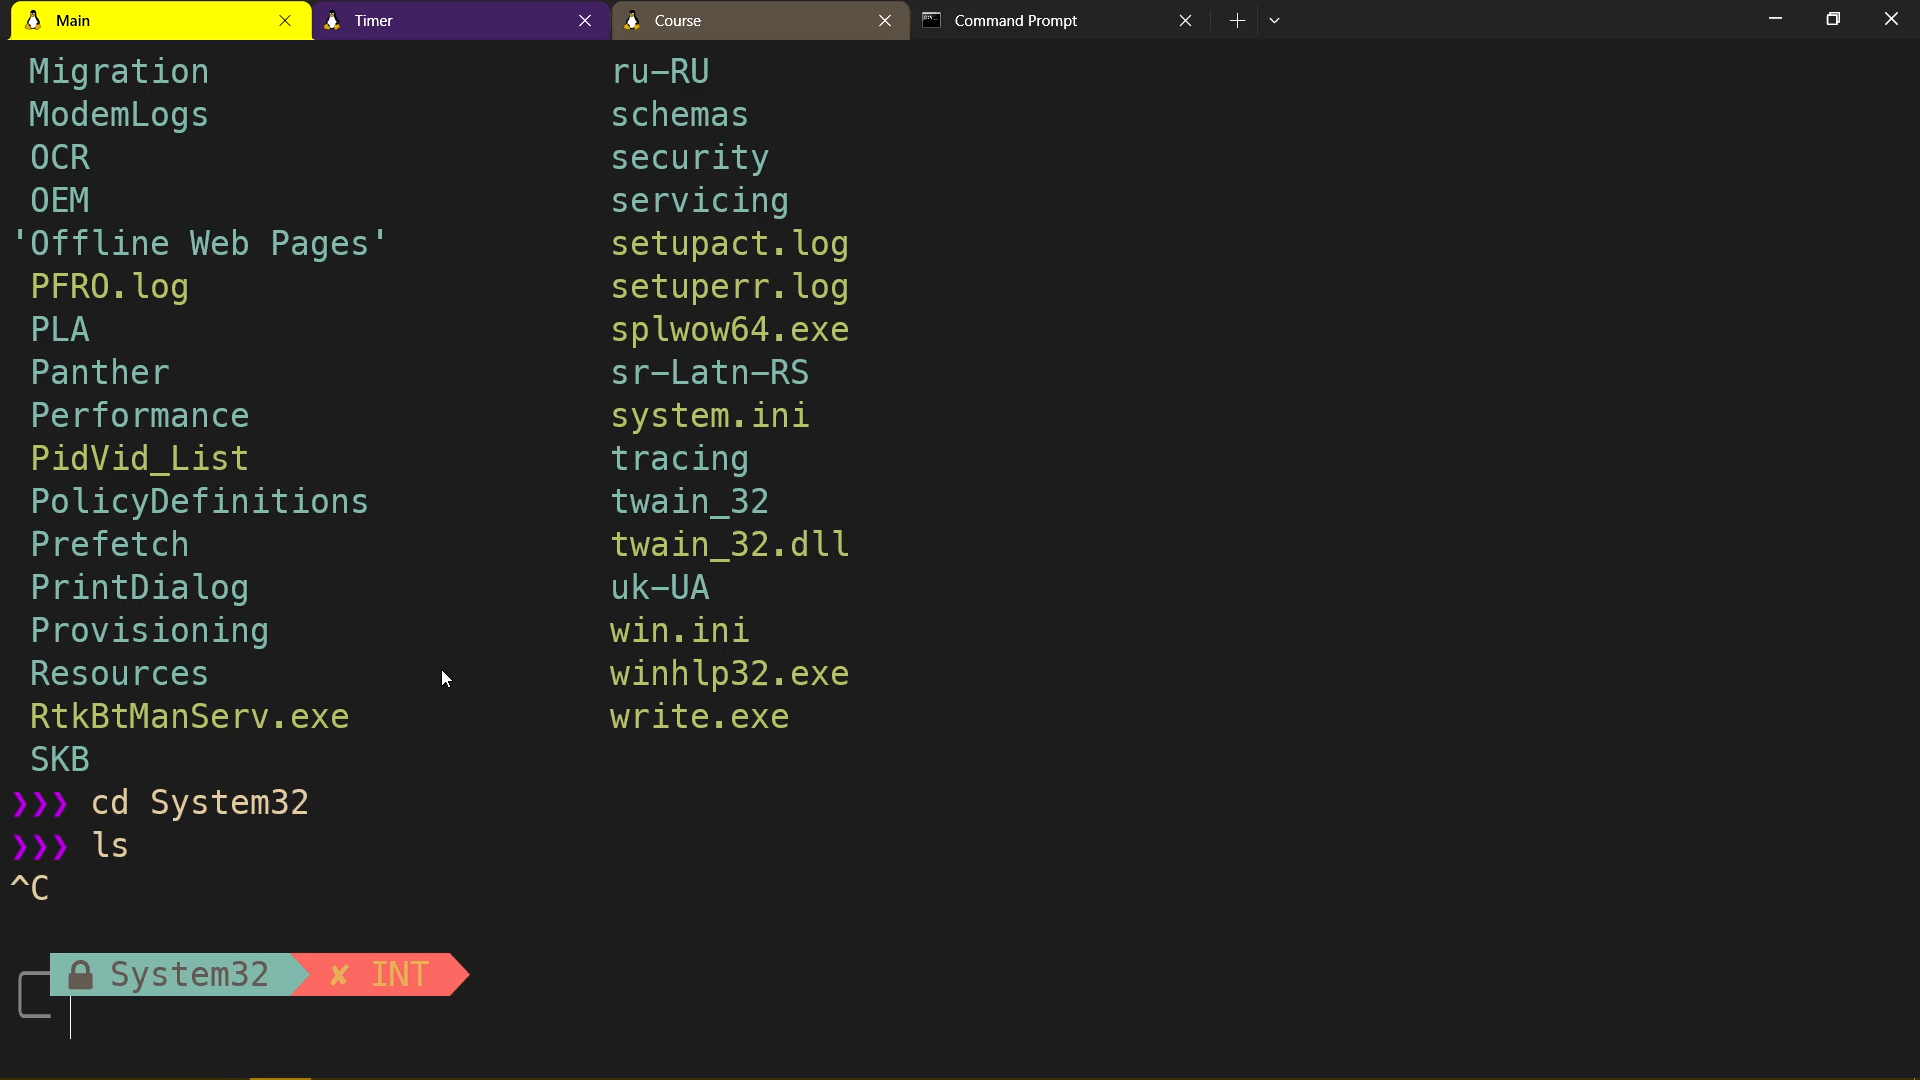 Main Timer Course Command Prompt
Migration ru-RU
ModemLogs schemas
OCR security
OEM servicing
'Offline Web Pages' setupact.log
PFRO.log setuperr.log
PLA splwow64.exe
Panther sr-Latn-RS
Performance system.ini
PidVid_List tracing
PolicyDefinitions twain_32
Prefetch twain_32.dll
PrintDialog uk-UA
Provisioning win.ini
Resources winhlp32.exe
RtkBtManServ.exe write.exe
SKB
❯❯❯ cd System32
❯❯❯ ls
^C
System32 ✘ INT